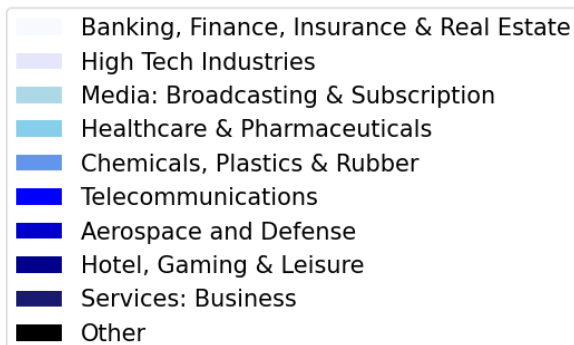 Banking, Finance, Insurance & Real Estate
High Tech Industries
Media: Broadcasting & Subscription
Healthcare & Pharmaceuticals
Chemicals, Plastics & Rubber
Telecommunications
Aerospace and Defense
Hotel, Gaming & Leisure
Services: Business
Other